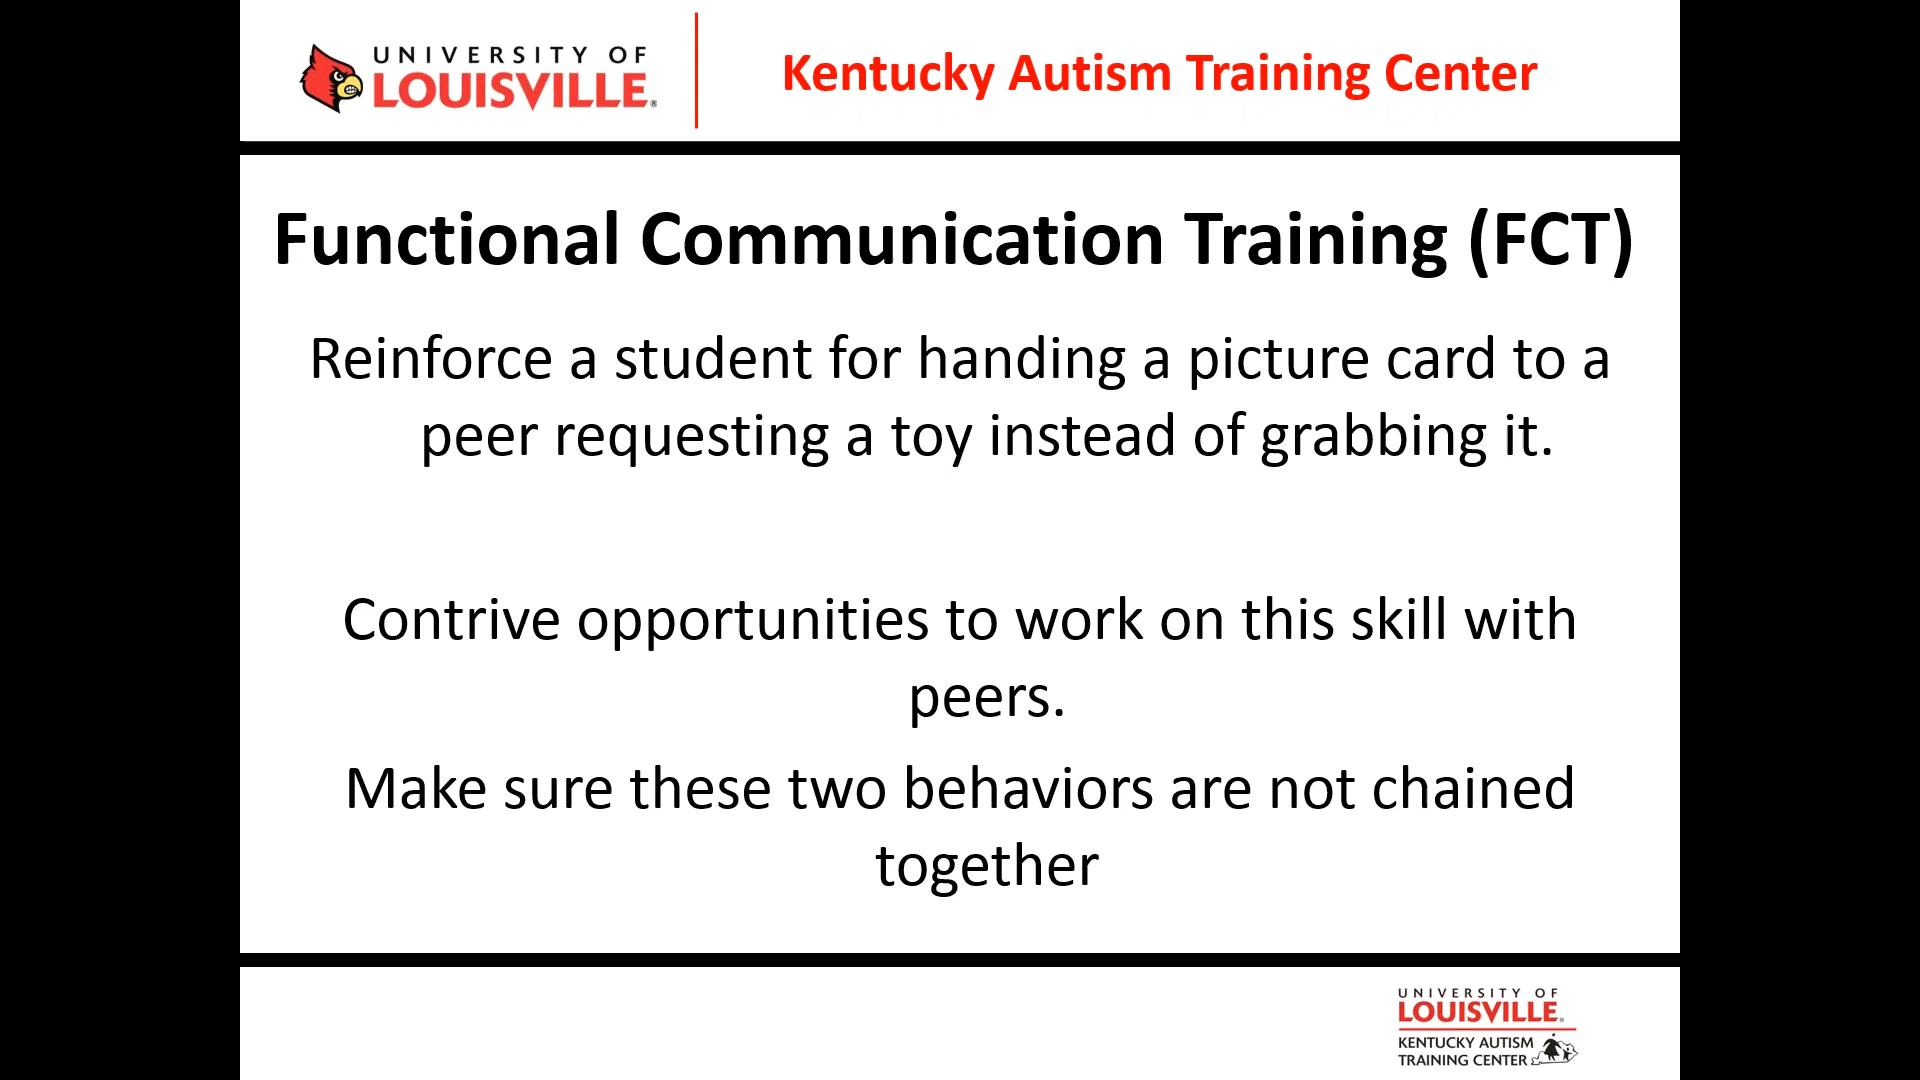 UNIVERSITY OF
LOUISVILLE®
Kentucky Autism Training Center
Functional Communication Training (FCT)
Reinforce a student for handing a picture card to a
peer requesting a toy instead of grabbing it.
Contrive opportunities to work on this skill with
peers.
Make sure these two behaviors are not chained
together
UNIVERSITY OF
LOUISVILLE®
KENTUCKY AUTISM
TRAINING CENTER